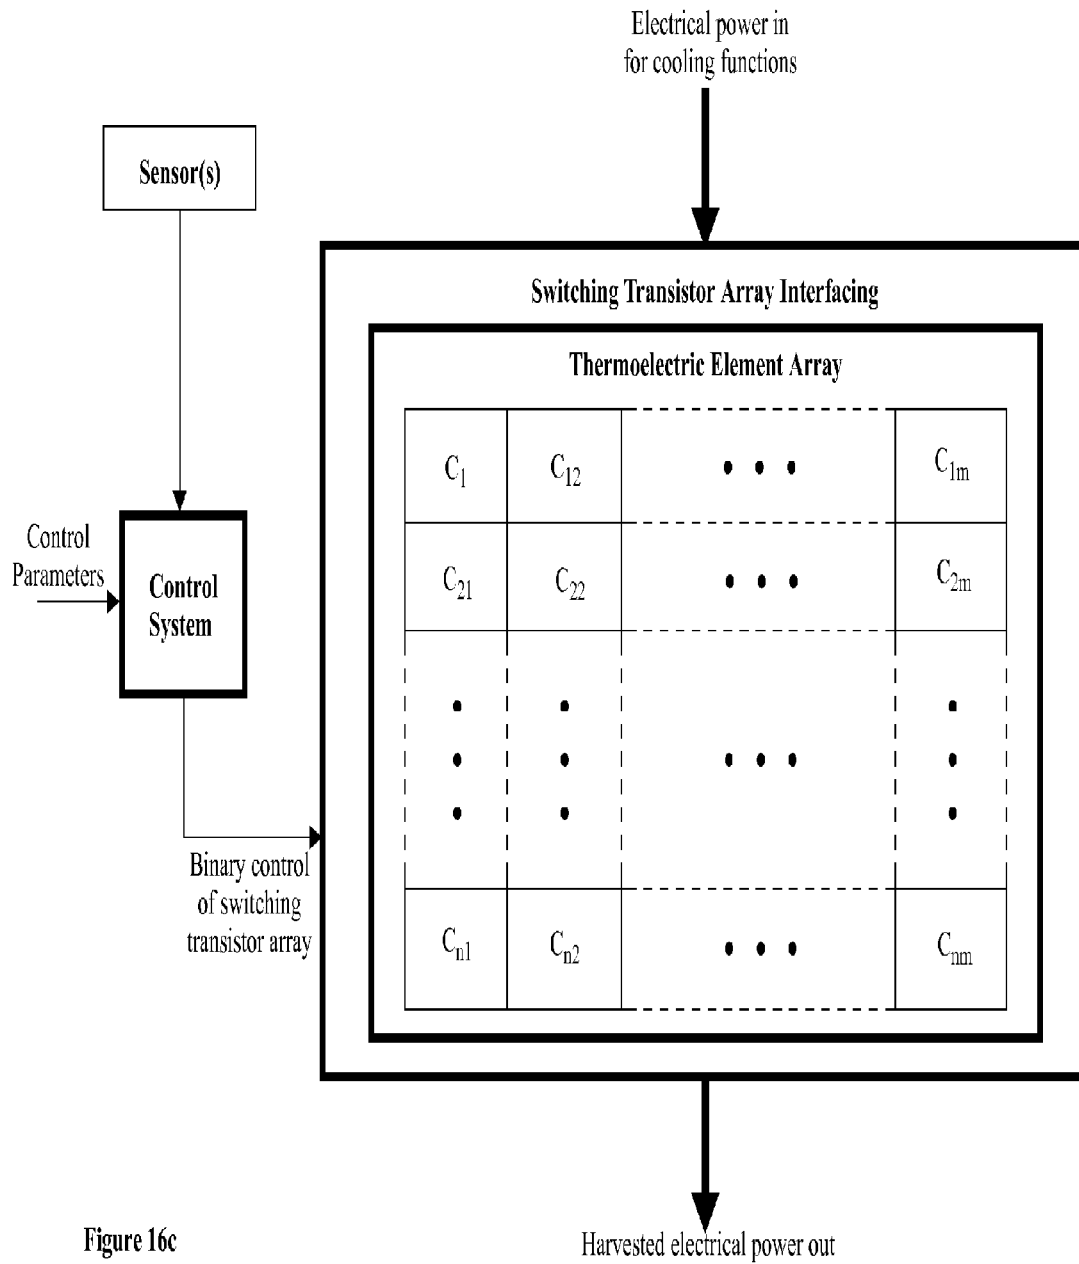 Electrical power in
for cooling functions
Sensor(s)
Switching Transistor Array Interfacing
Thermoelectric Element Array
C1 C12 • • • C1m
Control
Parameters
Control
System
C21 C22 • • • C2m
• • • • •
• • • • • •
• • •
Binary control
of switching
transistor array
Cn1 Cn2 • • • Cnm
Figure 16c
Harvested electrical power out